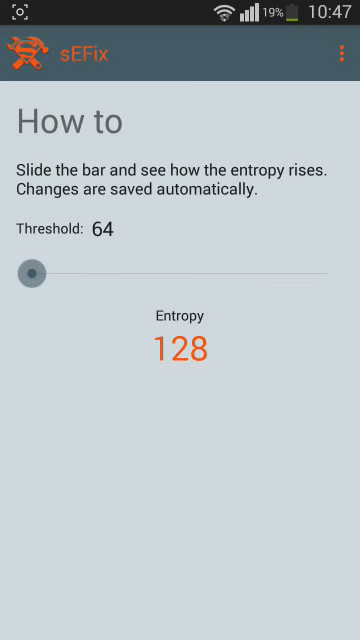 19% 10:47
sEFix
How to
Slide the bar and see how the entropy rises.
Changes are saved automatically.
Threshold: 64
Entropy
128